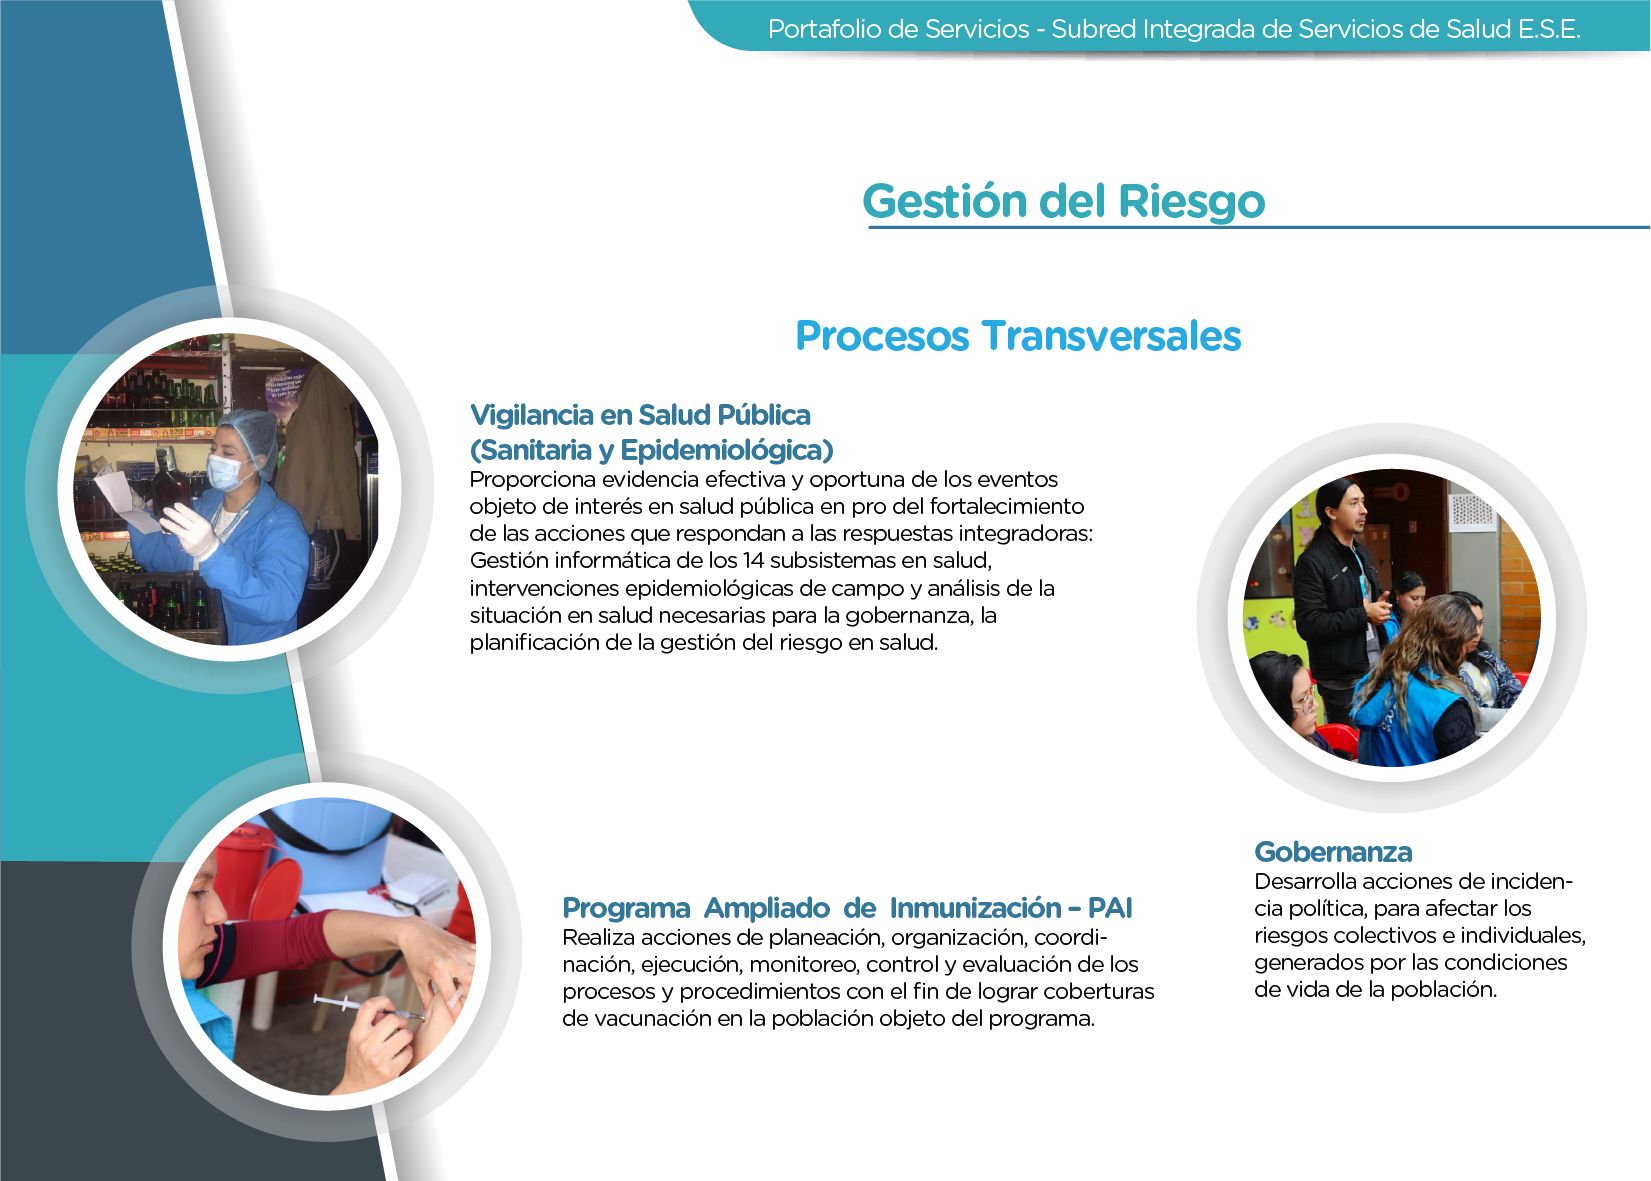 Portafolio de Servicios - Subred Integrada de Servicios de Salud E.S.E.
Gestión del Riesgo
Procesos Transversales
Vigilancia en Salud Pública
(Sanitaria y Epidemiológica)
Proporciona evidencia efectiva y oportuna de los eventos
objeto de interés en salud pública en pro del fortalecimiento
de las acciones que respondan a las respuestas integradoras:
Gestión informática de los 14 subsistemas en salud,
intervenciones epidemiológicas de campo y análisis de la
situación en salud necesarias para la gobernanza, la
planificación de la gestión del riesgo en salud.
Programa Ampliado de Inmunización – PAI
Realiza acciones de planeación, organización, coordi-
nación, ejecución, monitoreo, control y evaluación de los
procesos y procedimientos con el fin de lograr coberturas
de vacunación en la población objeto del programa.
Gobernanza
Desarrolla acciones de inciden-
cia política, para afectar los
riesgos colectivos e individuales,
generados por las condiciones
de vida de la población.